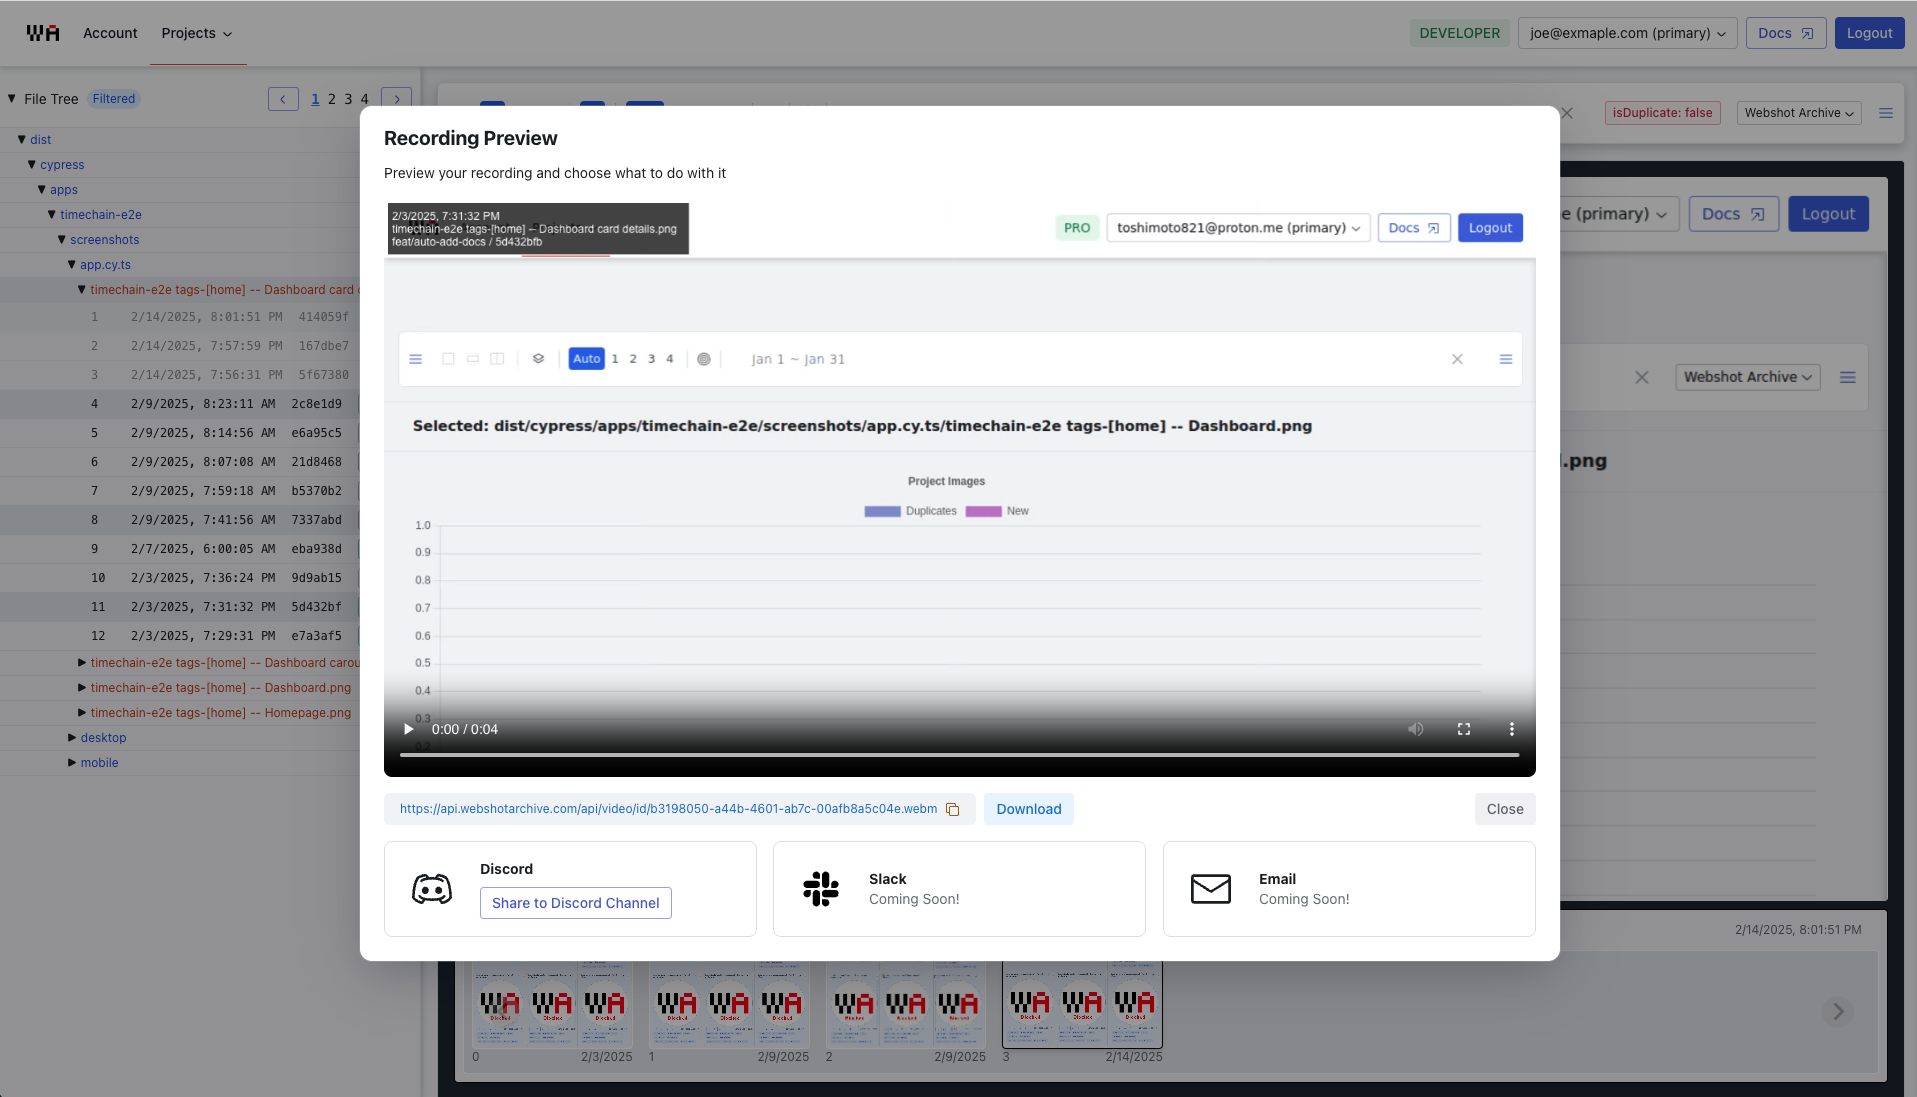 WA Account Projects DEVELOPER joe@exmaple.com (primary) Docs Logout
File Tree Filtered 1 2 3 4
isDuplicate: false Webshot Archive
dist
cypress
apps
timechain-e2e
screenshots
app.cy.ts
timechain-e2e tags-[home] -- Dashboard card
1 2/14/2025, 8:01:51 PM 414059f
2 2/14/2025, 7:57:59 PM 167dbe7
3 2/14/2025, 7:56:31 PM 5f67380
4 2/9/2025, 8:23:11 AM 2c8e1d9
5 2/9/2025, 8:14:56 AM e6a95c5
6 2/9/2025, 8:07:08 AM 21d8468
7 2/9/2025, 7:59:18 AM b5370b2
8 2/9/2025, 7:41:56 AM 7337abd
9 2/7/2025, 6:00:05 AM eba938d
10 2/3/2025, 7:36:24 PM 9d9ab15
11 2/3/2025, 7:31:32 PM 5d432bf
12 2/3/2025, 7:29:31 PM e7a3af5
timechain-e2e tags-[home] -- Dashboard carou
timechain-e2e tags-[home] -- Dashboard.png
timechain-e2e tags-[home] -- Homepage.png
desktop
mobile
Recording Preview
Preview your recording and choose what to do with it
2/3/2025, 7:31:32 PM
timechain-e2e tags-[home] -- Dashboard card details.png
feat/auto-add-docs / 5d432bfb
PRO toshimoto821@proton.me (primary) Docs Logout
Auto 1 2 3 4 Jan 1 ~ Jan 31
Selected: dist/cypress/apps/timechain-e2e/screenshots/app.cy.ts/timechain-e2e tags-[home] -- Dashboard.png
Project Images
Duplicates New
1.0
0.9
0.8
0.7
0.6
0.5
0.4
0.3
0.2
0:00 / 0:04
https://api.webshotarchive.com/api/video/id/b3198050-a44b-4601-ab7c-00afb8a5c04e.webm Download Close
Discord
Share to Discord Channel
Slack
Coming Soon!
Email
Coming Soon!
e (primary) Docs Logout
Webshot Archive
.png
2/14/2025, 8:01:51 PM
WA WA WA WA WA WA WA WA WA WA WA WA
0 2/3/2025 1 2/9/2025 2 2/9/2025 3 2/14/2025